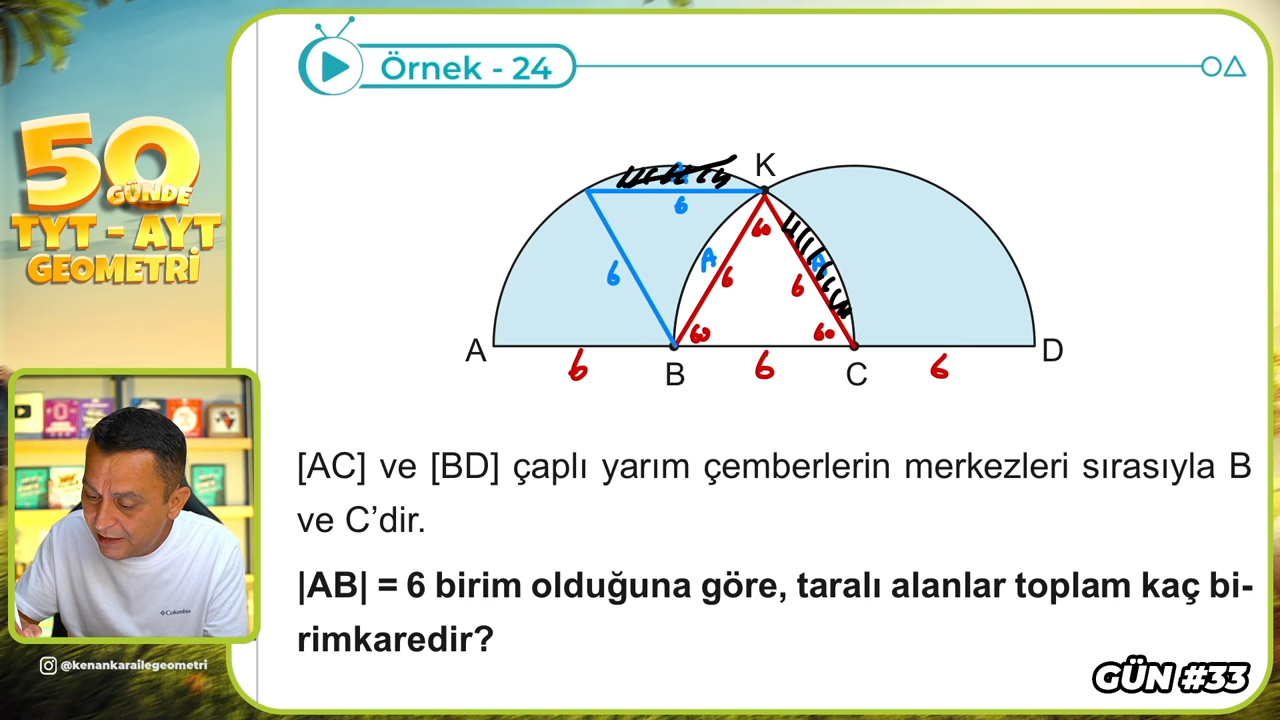 Örnek - 24
50
GÜNDE
TYT - AYT
GEOMETRİ
K
6
60
A
6
6
6
60
60
A
B
C
D
6
6
6
[AC] ve [BD] çaplı yarım çemberlerin merkezleri sırasıyla B
ve C’dir.
|AB| = 6 birim olduğuna göre, taralı alanlar toplam kaç bi-
rimkaredir?
Columbia
@kenankarailegeometri
GÜN #33